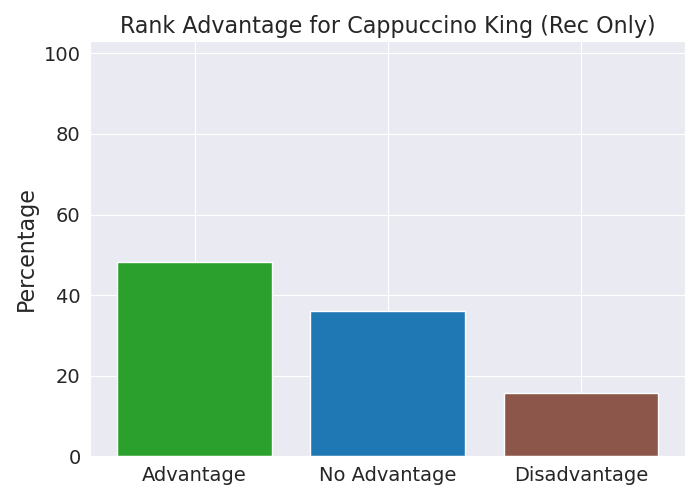 Rank Advantage for Cappuccino King (Rec Only)
100
80
60
40
20
0
Percentage
Advantage
No Advantage
Disadvantage